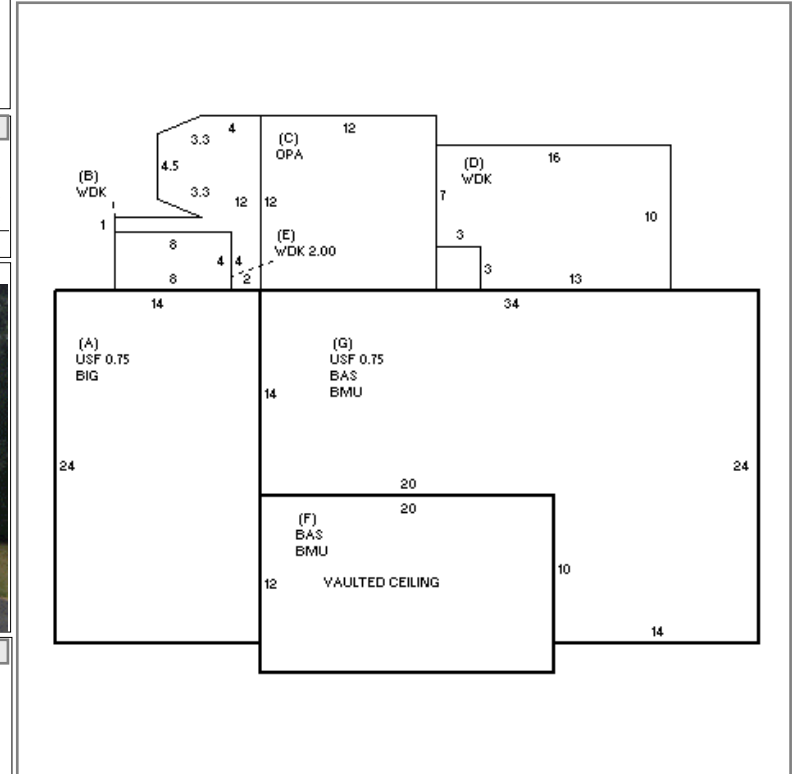 4
12
3.3
(C)
OPA
16
(D)
WDK
4.5
(B)
WDK
3.3
12
12
7
10
1
8
3
(E)
WDK 2.00
4
4
3
8
2
13
14
34
(A)
USF 0.75
BIG
(G)
USF 0.75
BAS
BMU
14
24
24
20
20
(F)
BAS
BMU
12
VAULTED CEILING
10
14